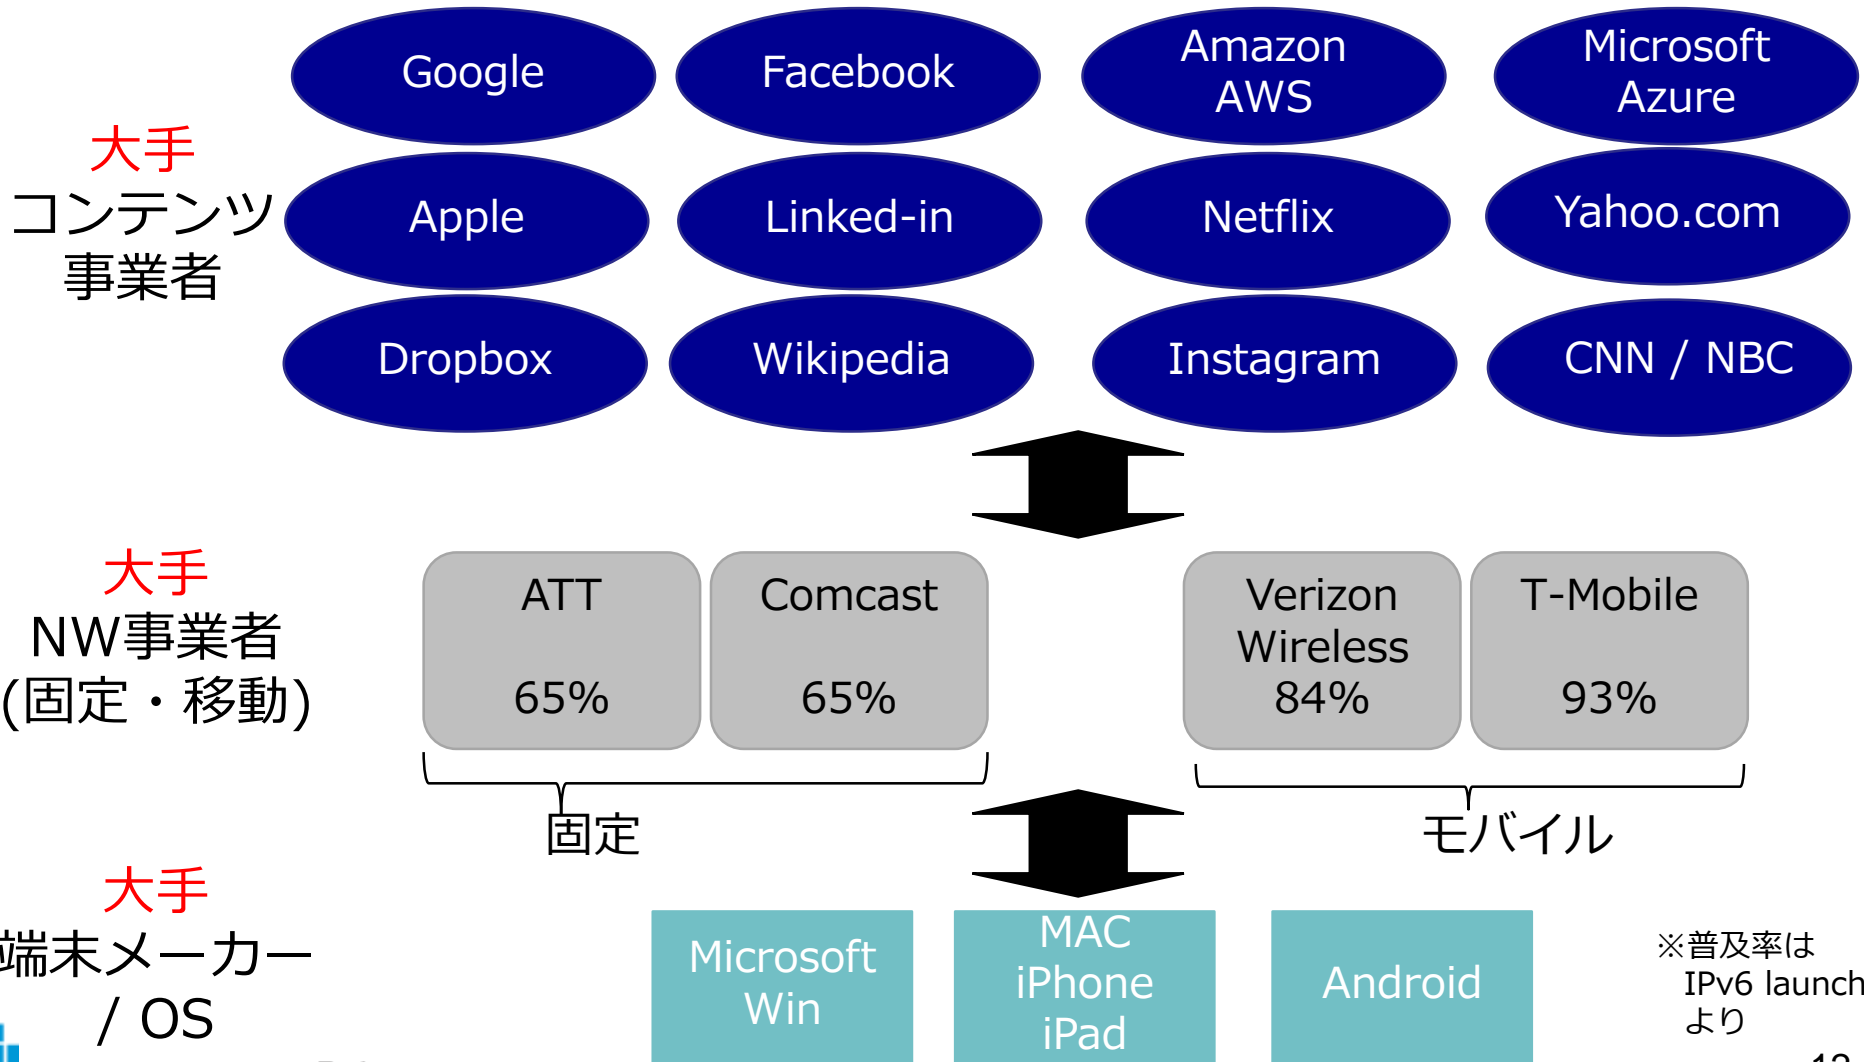 Google
Facebook
Amazon
AWS
Microsoft
Azure
大手
コンテンツ
事業者
Apple
Linked-in
Netflix
Yahoo.com
Dropbox
Wikipedia
Instagram
CNN / NBC
大手
NW事業者
(固定・移動)
ATT
65%
Comcast
65%
Verizon
Wireless
84%
T-Mobile
93%
固定
モバイル
大手
端末メーカー
/ OS
Microsoft
Win
MAC
iPhone
iPad
Android
※普及率は
IPv6 launch
より